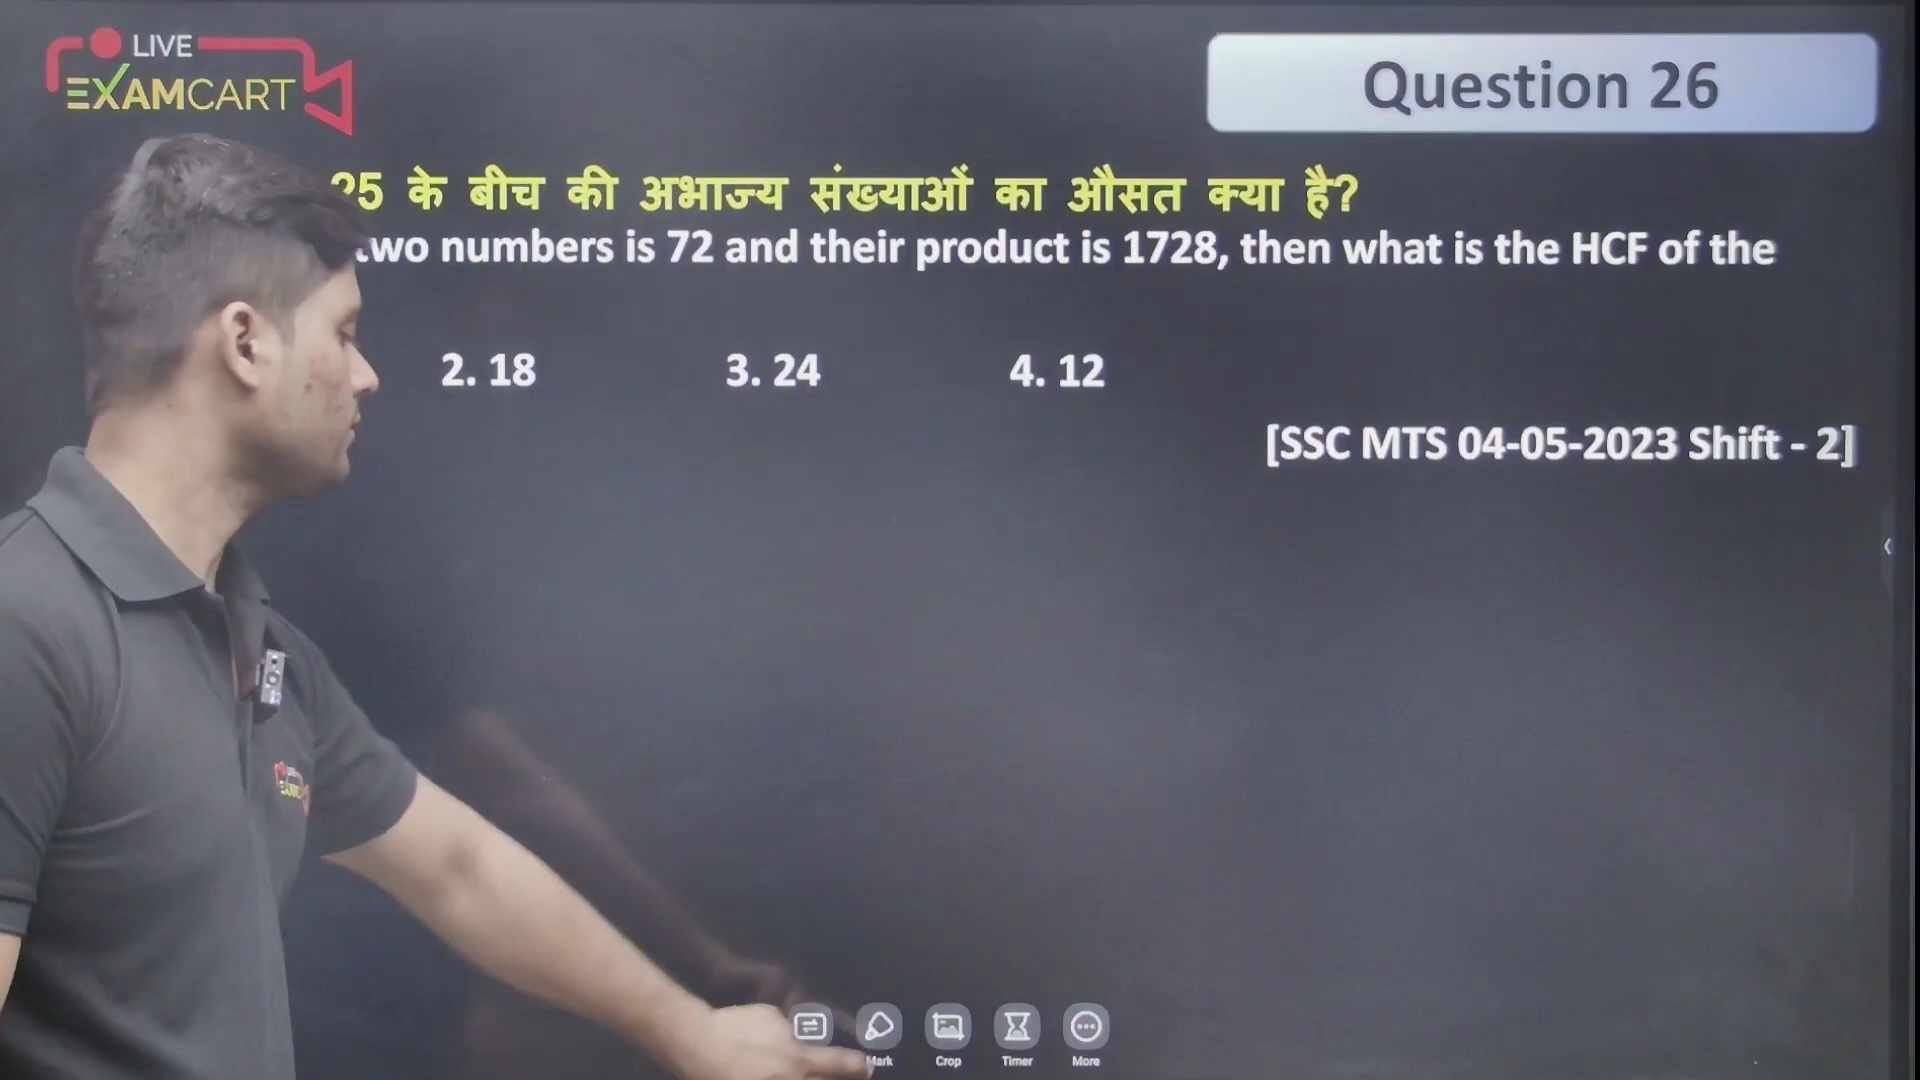 LIVE
EXAMCART
Question 26
25 के बीच की अभाज्य संख्याओं का औसत क्या है?
two numbers is 72 and their product is 1728, then what is the HCF of the
2. 18 3. 24 4. 12
[SSC MTS 04-05-2023 Shift - 2]
EXAMCART
Mark Crop Timer More